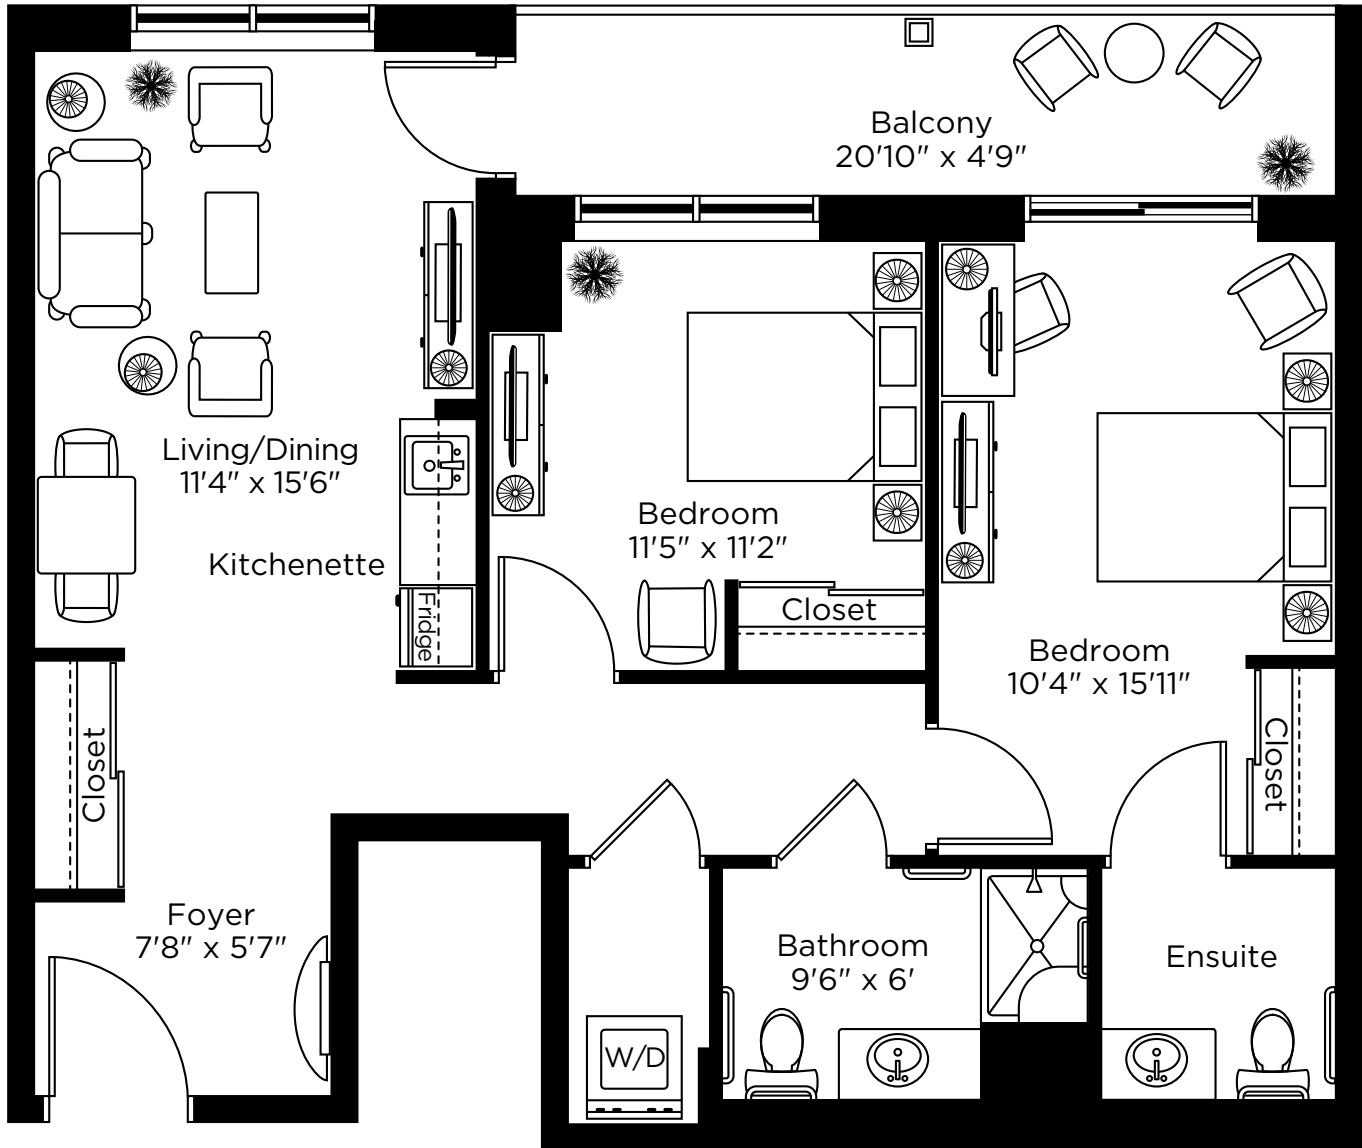 Balcony
20'10" x 4'9"
Living/Dining
11'4" x 15'6"
Kitchenette
Fridge
Bedroom
11'5" x 11'2"
Closet
Bedroom
10'4" x 15'11"
Closet
Closet
Foyer
7'8" x 5'7"
W/D
Bathroom
9'6" x 6'
Ensuite